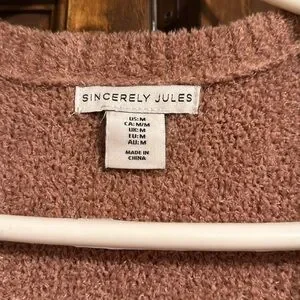 SINCERELY JULES
US:M
CA:M/M
UK:M
EU:M
AU:M
MADE IN
CHINA